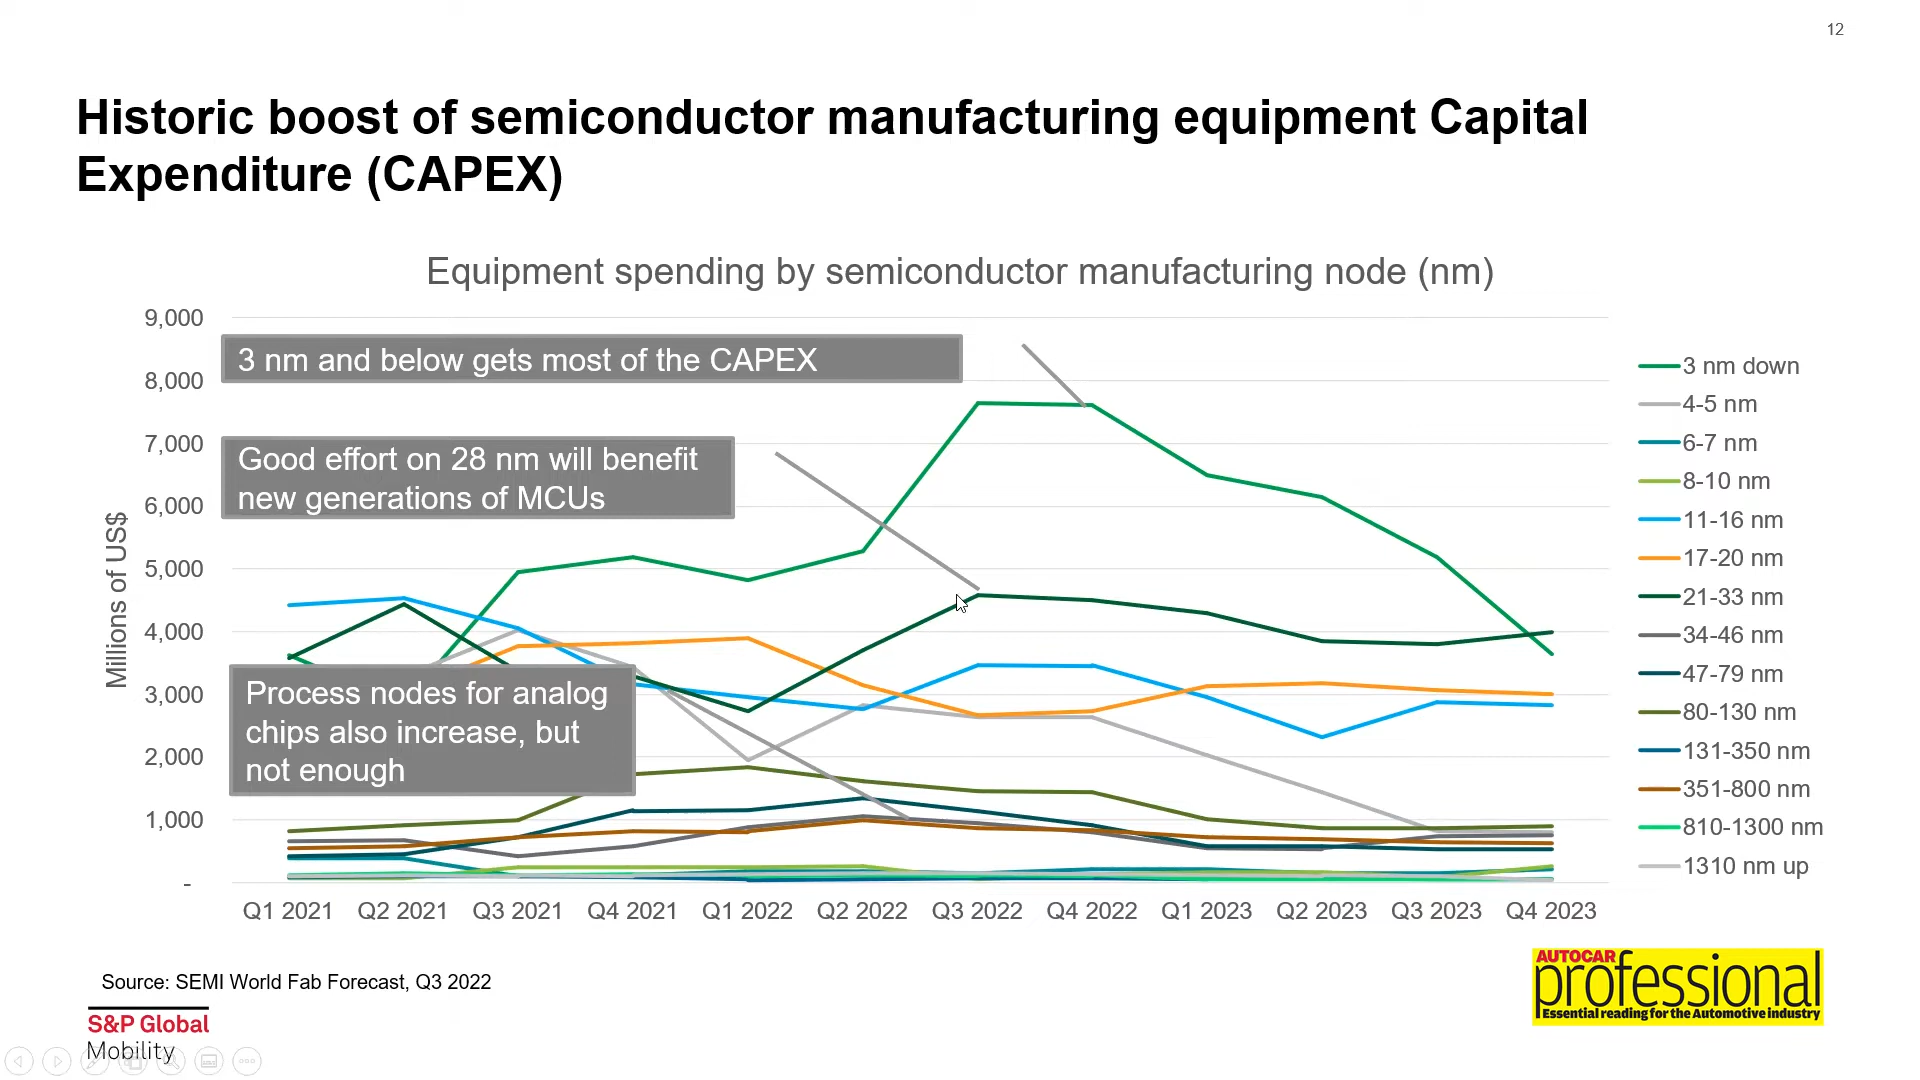 12
Historic boost of semiconductor manufacturing equipment Capital
Expenditure (CAPEX)
Equipment spending by semiconductor manufacturing node (nm)
Millions of US$
9,000
8,000
7,000
6,000
5,000
4,000
3,000
2,000
1,000
-
3 nm and below gets most of the CAPEX
Good effort on 28 nm will benefit
new generations of MCUs
Process nodes for analog
chips also increase, but
not enough
3 nm down
4-5 nm
6-7 nm
8-10 nm
11-16 nm
17-20 nm
21-33 nm
34-46 nm
47-79 nm
80-130 nm
131-350 nm
351-800 nm
810-1300 nm
1310 nm up
Q1 2021 Q2 2021 Q3 2021 Q4 2021 Q1 2022 Q2 2022 Q3 2022 Q4 2022 Q1 2023 Q2 2023 Q3 2023 Q4 2023
Source: SEMI World Fab Forecast, Q3 2022
S&P Global
Mobility
AUTOCAR
professional
Essential reading for the Automotive industry